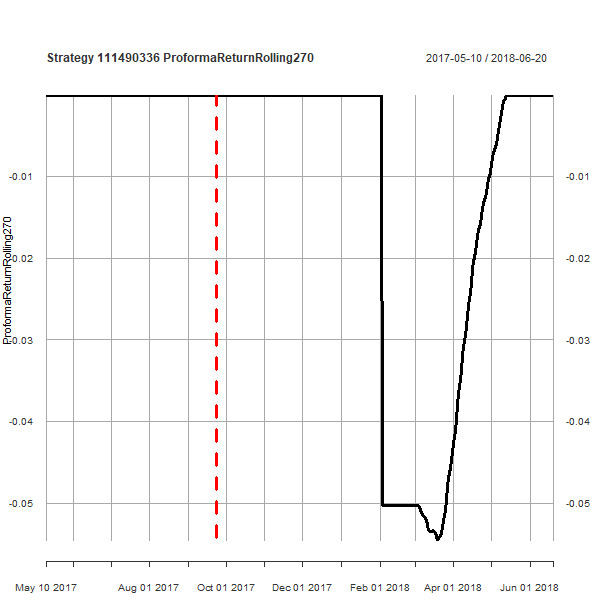 Strategy 111490336 ProformaReturnRolling270
2017-05-10 / 2018-06-20
ProformaReturnRolling270
-0.01
-0.01
-0.02
-0.02
-0.03
-0.03
-0.04
-0.04
-0.05
-0.05
May 10 2017
Aug 01 2017
Oct 01 2017
Dec 01 2017
Feb 01 2018
Apr 01 2018
Jun 01 2018